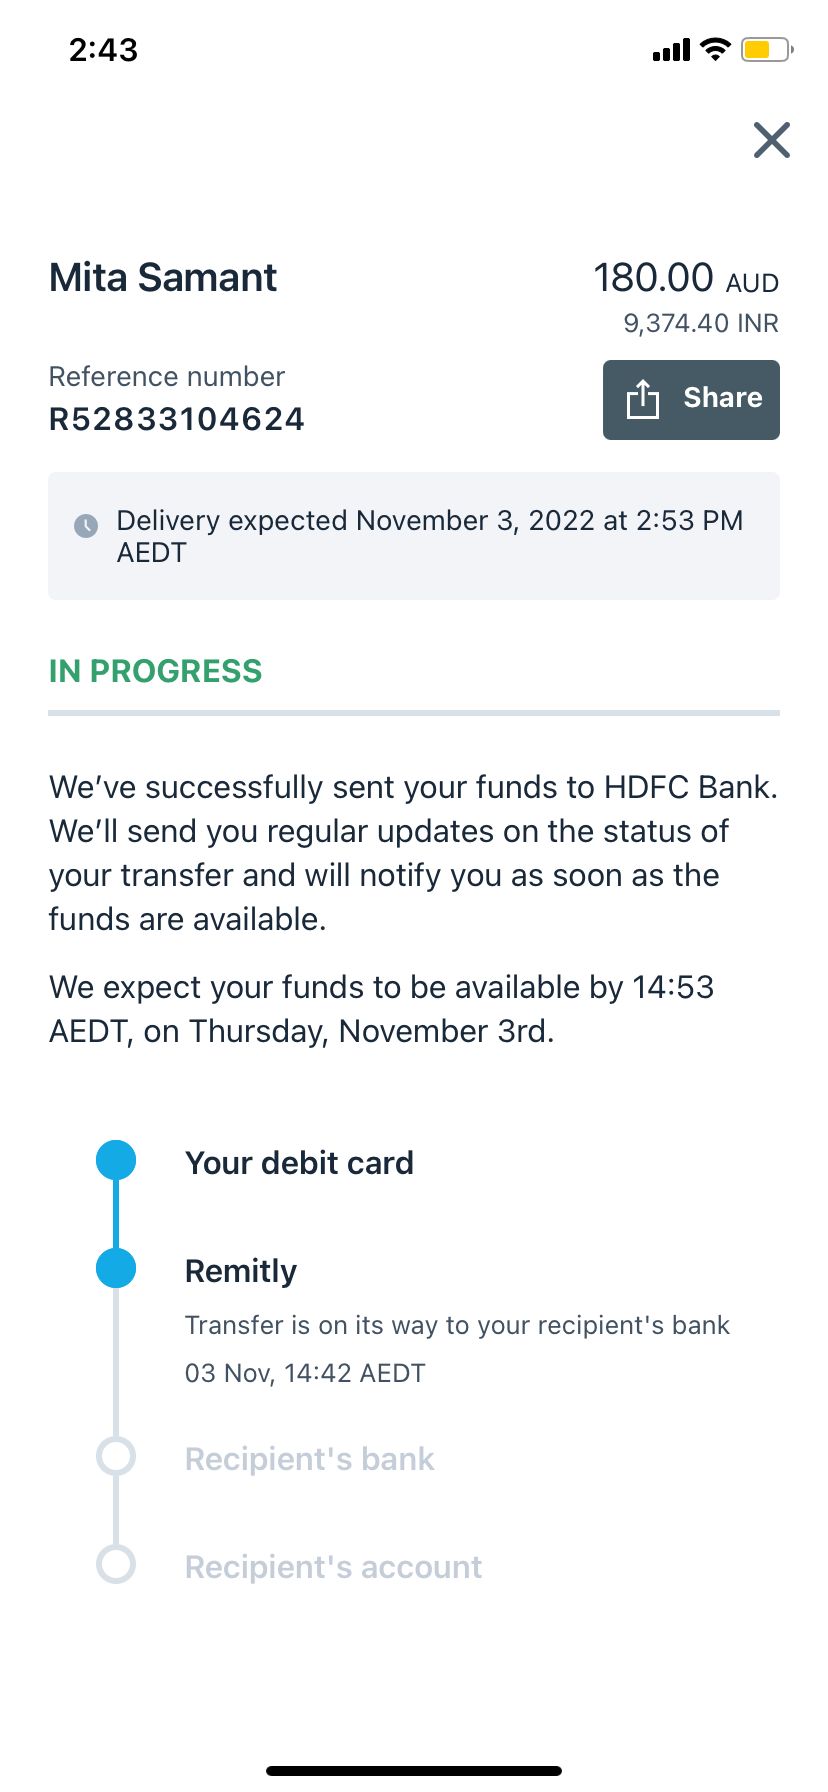 2:43
Mita Samant
180.00 AUD
9,374.40 INR
Reference number
R52833104624
Share
Delivery expected November 3, 2022 at 2:53 PM
AEDT
IN PROGRESS
We've successfully sent your funds to HDFC Bank.
We'll send you regular updates on the status of
your transfer and will notify you as soon as the
funds are available.
We expect your funds to be available by 14:53
AEDT, on Thursday, November 3rd.
Your debit card
Remitly
Transfer is on its way to your recipient's bank
03 Nov, 14:42 AEDT
Recipient's bank
Recipient's account